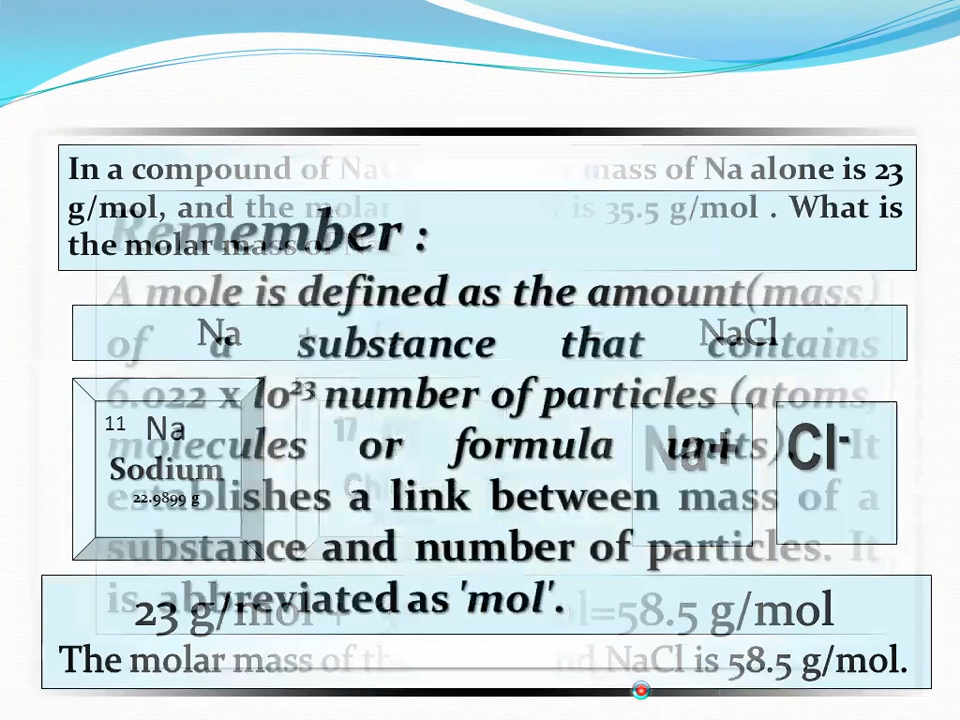 In a compound of Na mass of Na alone is 23
g/mol, and the molar is 35.5 g/mol . What is
the molar mass of
Remember :
A mole is defined as the amount(mass)
of a substance that contains
6.022 x 10²³ number of particles (atoms,
molecules or formula units). It
establishes a link between mass of a
substance and number of particles. It
is abbreviated as 'mol'.
Na + NaCl
11 Na
Sodium
22.9899 g
17
Na+
Cl-
23 g/mol + =58.5 g/mol
The molar mass of NaCl is 58.5 g/mol.